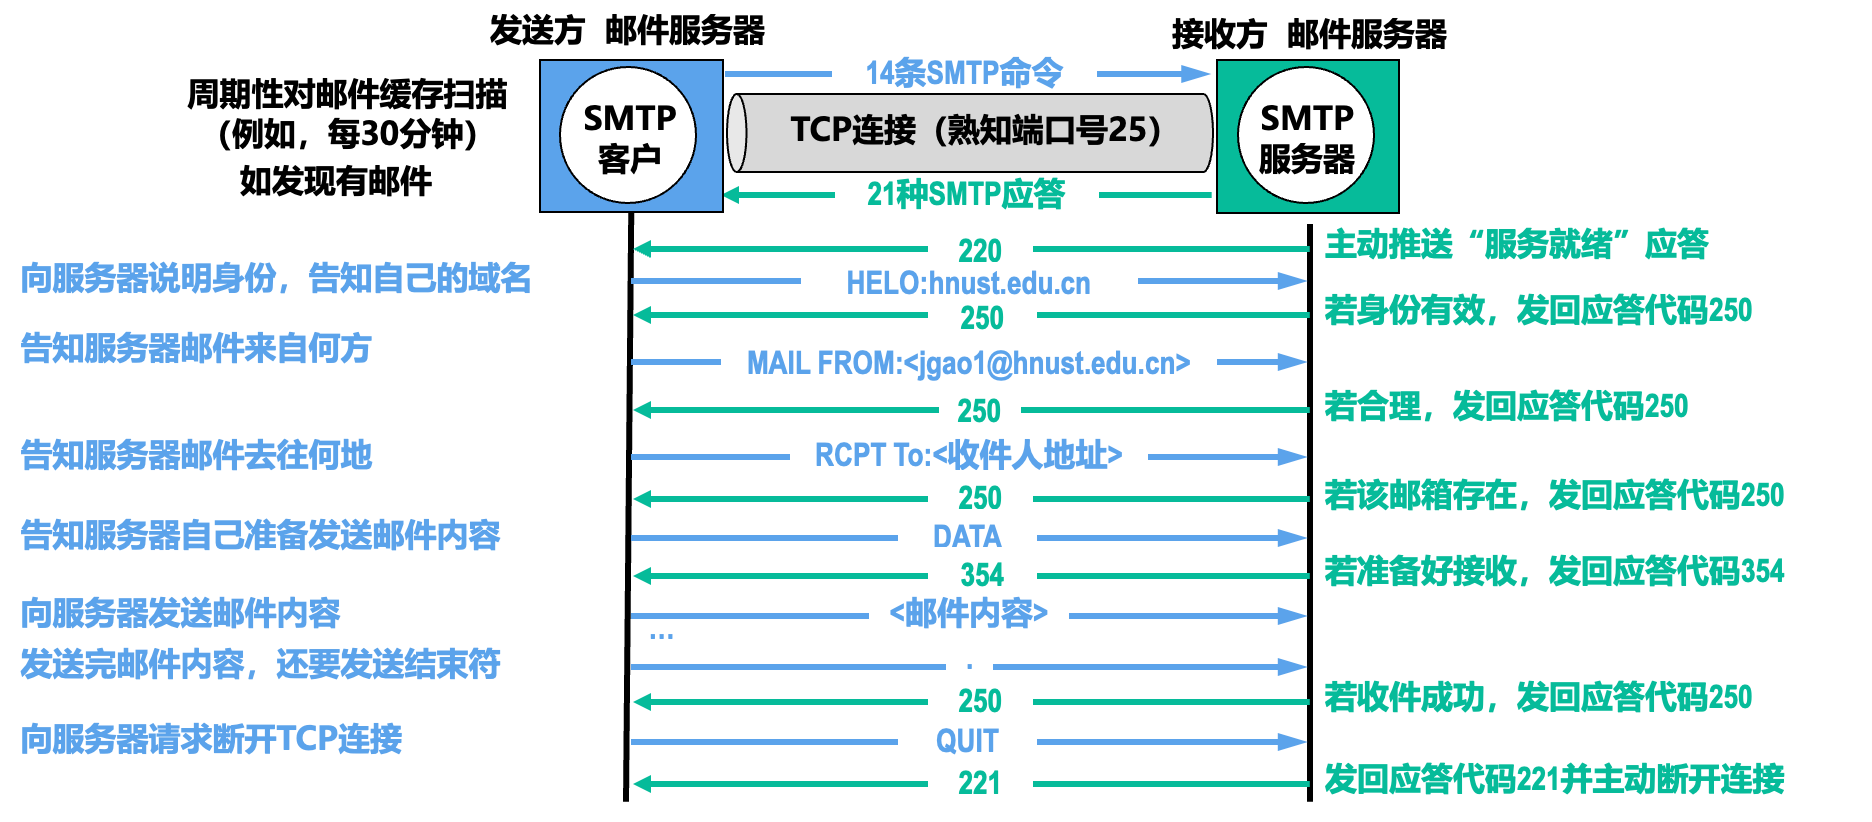 发送方 邮件服务器
接收方 邮件服务器
周期性对邮件缓存扫描
（例如，每30分钟）
如发现有邮件
SMTP
客户
14条SMTP命令
TCP连接（熟知端口号25）
21种SMTP应答
SMTP
服务器
220
主动推送“服务就绪”应答
向服务器说明身份，告知自己的域名
HELO:hnust.edu.cn
250
若身份有效，发回应答代码250
告知服务器邮件来自何方
MAIL FROM:<jgao1@hnust.edu.cn>
250
若合理，发回应答代码250
告知服务器邮件去往何地
RCPT To:<收件人地址>
250
若该邮箱存在，发回应答代码250
告知服务器自己准备发送邮件内容
DATA
354
若准备好接收，发回应答代码354
向服务器发送邮件内容
<邮件内容>
...
发送完邮件内容，还要发送结束符
.
250
若收件成功，发回应答代码250
向服务器请求断开TCP连接
QUIT
221
发回应答代码221并主动断开连接